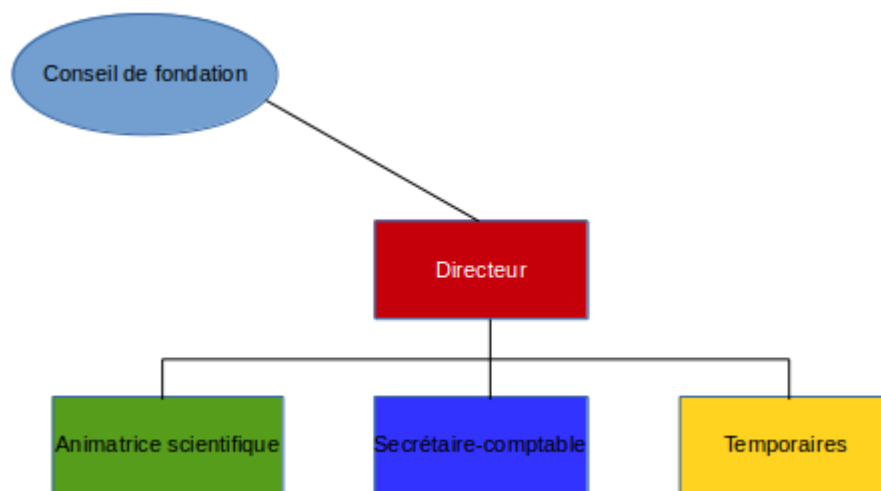 Conseil de fondation
Directeur
Animatrice scientifique
Secrétaire-comptable
Temporaires